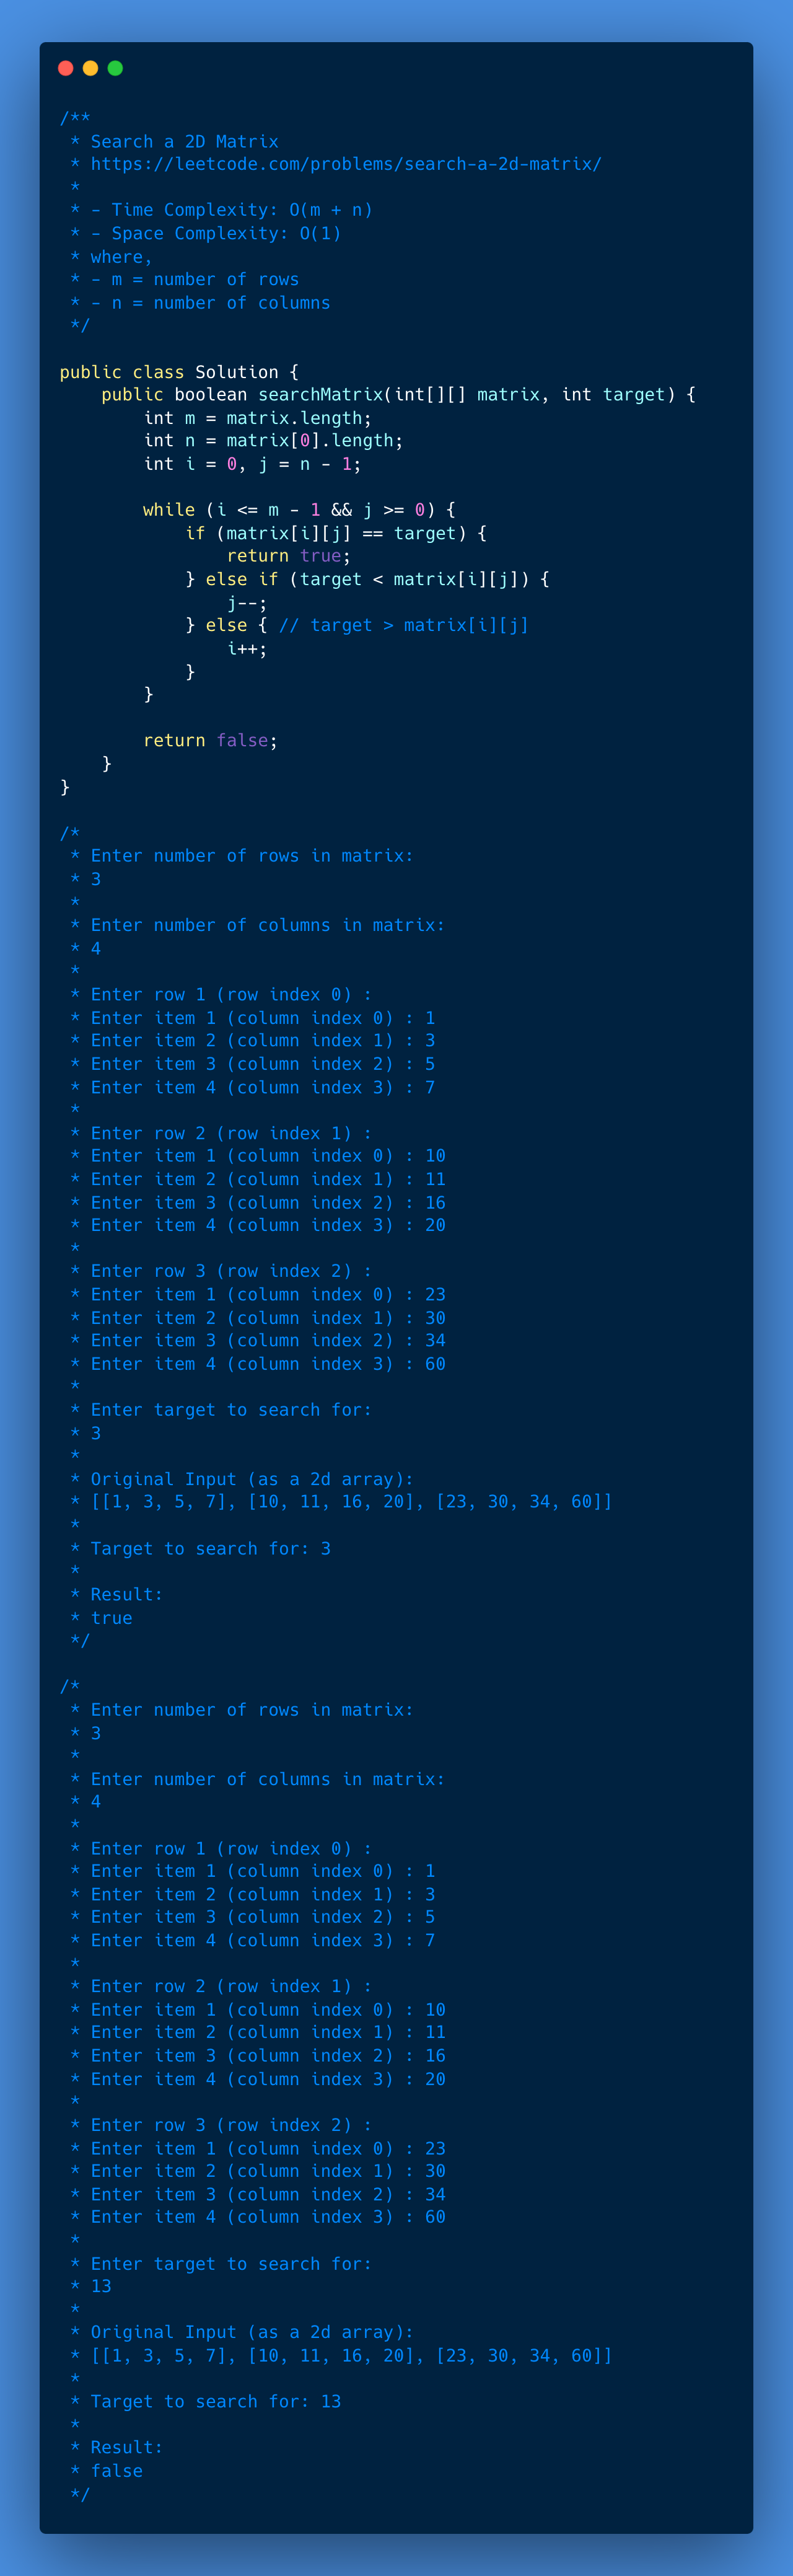 /**
 * Search a 2D Matrix
 * https://leetcode.com/problems/search-a-2d-matrix/
 *
 * - Time Complexity: O(m + n)
 * - Space Complexity: O(1)
 * where,
 * - m = number of rows
 * - n = number of columns
 */

public class Solution {
    public boolean searchMatrix(int[][] matrix, int target) {
        int m = matrix.length;
        int n = matrix[0].length;
        int i = 0, j = n - 1;

        while (i <= m - 1 && j >= 0) {
            if (matrix[i][j] == target) {
                return true;
            } else if (target < matrix[i][j]) {
                j--;
            } else { // target > matrix[i][j]
                i++;
            }
        }

        return false;
    }
}

/*
 * Enter number of rows in matrix:
 * 3
 *
 * Enter number of columns in matrix:
 * 4
 *
 * Enter row 1 (row index 0) :
 * Enter item 1 (column index 0) : 1
 * Enter item 2 (column index 1) : 3
 * Enter item 3 (column index 2) : 5
 * Enter item 4 (column index 3) : 7
 *
 * Enter row 2 (row index 1) :
 * Enter item 1 (column index 0) : 10
 * Enter item 2 (column index 1) : 11
 * Enter item 3 (column index 2) : 16
 * Enter item 4 (column index 3) : 20
 *
 * Enter row 3 (row index 2) :
 * Enter item 1 (column index 0) : 23
 * Enter item 2 (column index 1) : 30
 * Enter item 3 (column index 2) : 34
 * Enter item 4 (column index 3) : 60
 *
 * Enter target to search for:
 * 3
 *
 * Original Input (as a 2d array):
 * [[1, 3, 5, 7], [10, 11, 16, 20], [23, 30, 34, 60]]
 *
 * Target to search for: 3
 *
 * Result:
 * true
 */

/*
 * Enter number of rows in matrix:
 * 3
 *
 * Enter number of columns in matrix:
 * 4
 *
 * Enter row 1 (row index 0) :
 * Enter item 1 (column index 0) : 1
 * Enter item 2 (column index 1) : 3
 * Enter item 3 (column index 2) : 5
 * Enter item 4 (column index 3) : 7
 *
 * Enter row 2 (row index 1) :
 * Enter item 1 (column index 0) : 10
 * Enter item 2 (column index 1) : 11
 * Enter item 3 (column index 2) : 16
 * Enter item 4 (column index 3) : 20
 *
 * Enter row 3 (row index 2) :
 * Enter item 1 (column index 0) : 23
 * Enter item 2 (column index 1) : 30
 * Enter item 3 (column index 2) : 34
 * Enter item 4 (column index 3) : 60
 *
 * Enter target to search for:
 * 13
 *
 * Original Input (as a 2d array):
 * [[1, 3, 5, 7], [10, 11, 16, 20], [23, 30, 34, 60]]
 *
 * Target to search for: 13
 *
 * Result:
 * false
 */